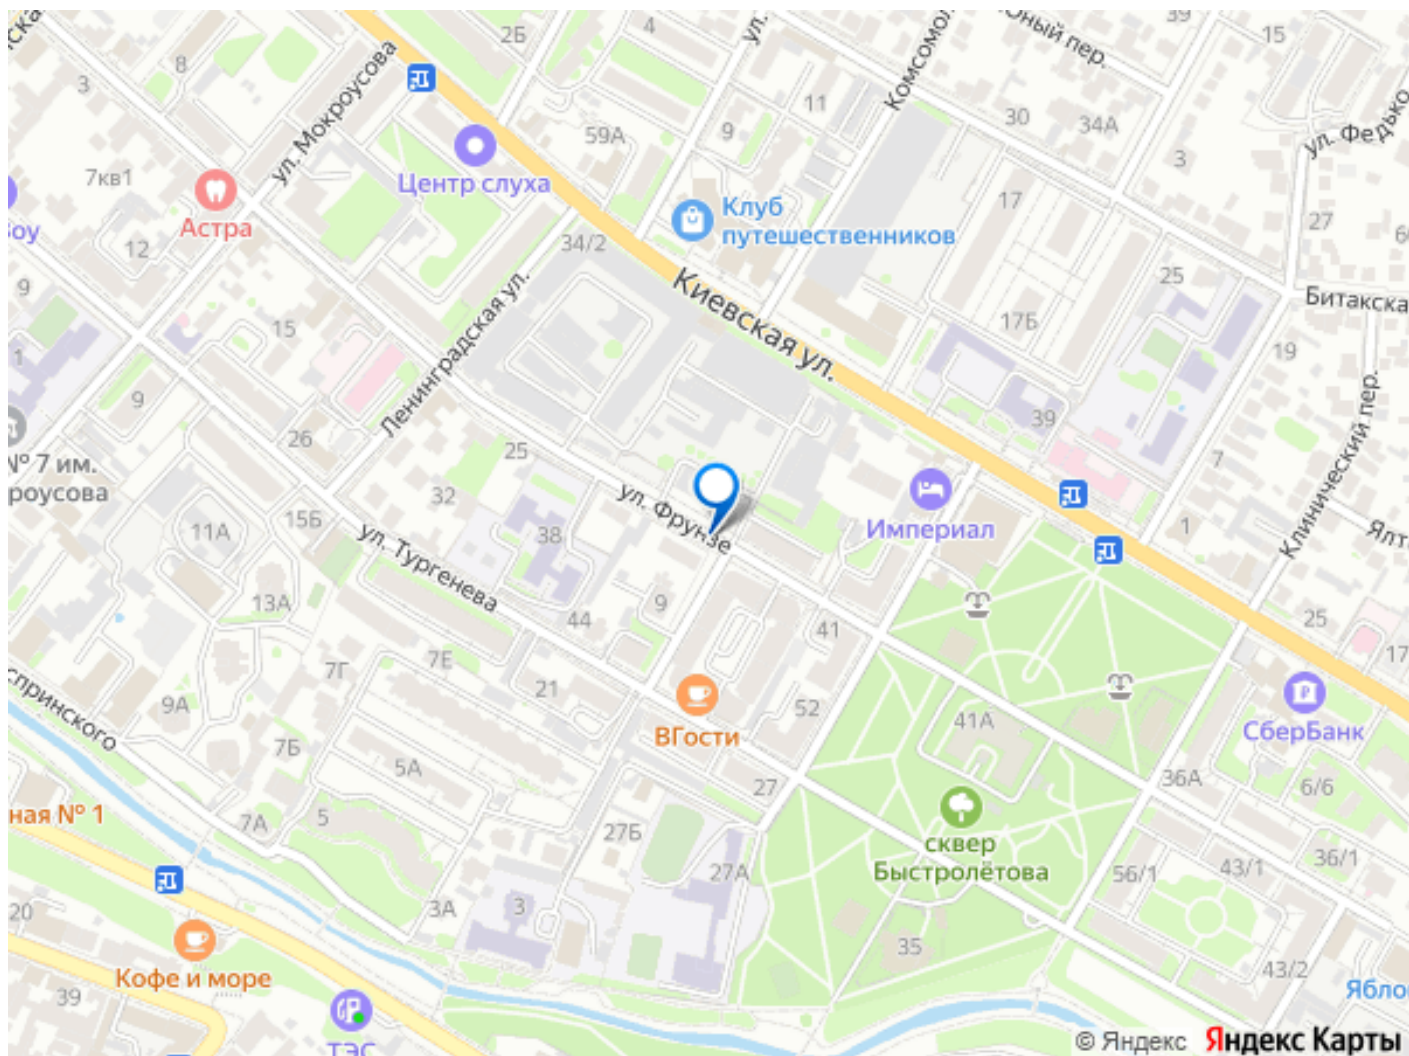 39
2Б
4
ул.
Комсомол
Юный пер.
15
8
3
ул. Мокроусова
11
9
59А
30
34А
3
ул. Федько
Центр слуха
7кв1
Астра
17
Клуб
путешественников
27
12
34/2
Киевская ул.
25
Битакска
9
15
17Б
Ленинградская ул.
1
19
9
39
26
25
7
Клинический пер.
№ 7 им.
роусова
32
ул. Фрунзе
Империал
11А
15Б
38
1
Ялт
ул. Тургенева
13А
9
44
41
25
спринского
7Г
7Е
17
21
9А
52
41А
СберБанк
ВГости
7Б
5А
27
36А
6/6
ная № 1
7А
5
27Б
сквер
Быстролётова
36/1
27А
56/1
43/1
20
3А
3
35
Кофе и море
43/2
39
Ябло
ТЭС
© Яндекс Яндекс Карты